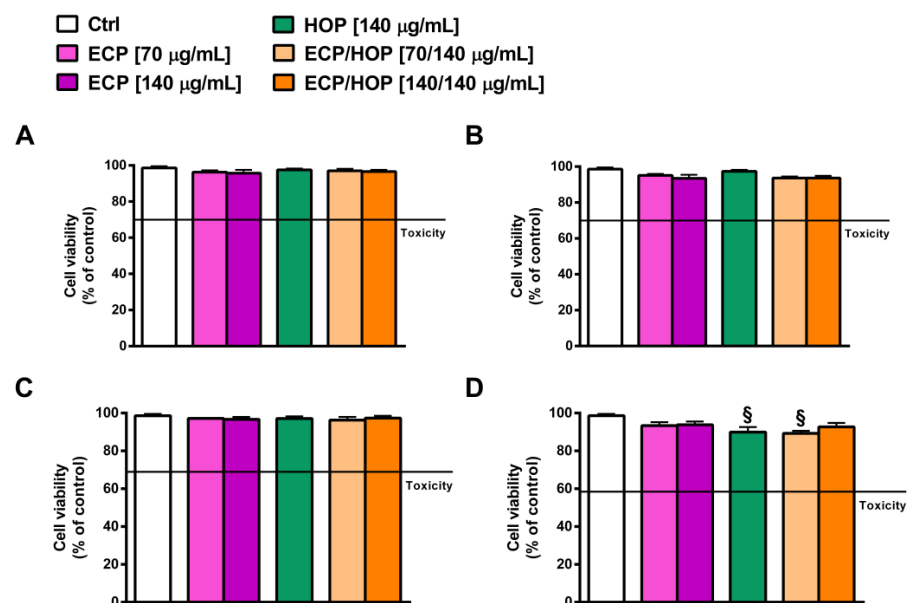 Ctrl
HOP [140 μg/mL]
ECP [70 μg/mL]
ECP/HOP [70/140 μg/mL]
ECP [140 μg/mL]
ECP/HOP [140/140 μg/mL]
A
Cell viability
(% of control)
100
80
60
40
20
0
Toxicity
B
Cell viability
(% of control)
100
80
60
40
20
0
Toxicity
C
Cell viability
(% of control)
100
80
60
40
20
0
Toxicity
D
Cell viability
(% of control)
100
80
60
40
20
0
§ §
Toxicity